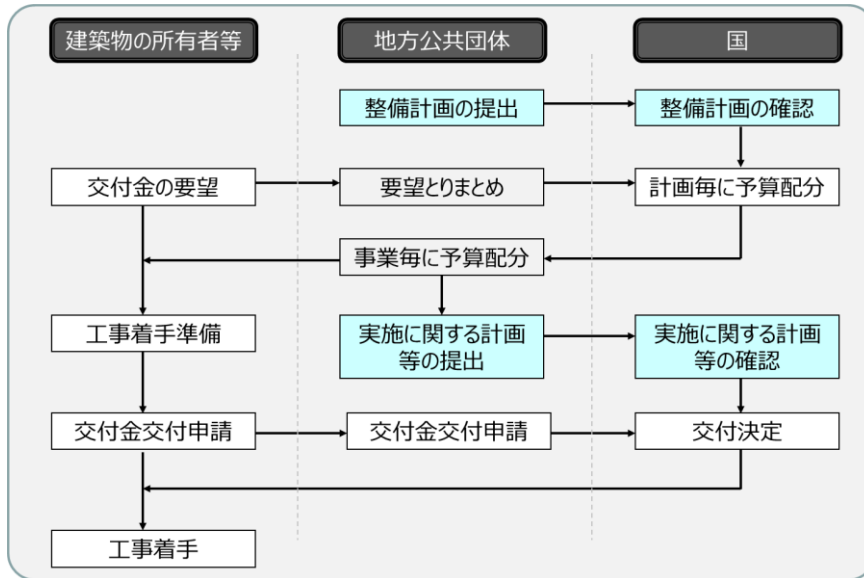 建築物の所有者等
地方公共団体
国
整備計画の提出
整備計画の確認
交付金の要望
要望とりまとめ
計画毎に予算配分
事業毎に予算配分
工事着手準備
実施に関する計画
等の提出
実施に関する計画
等の確認
交付金交付申請
交付金交付申請
交付決定
工事着手